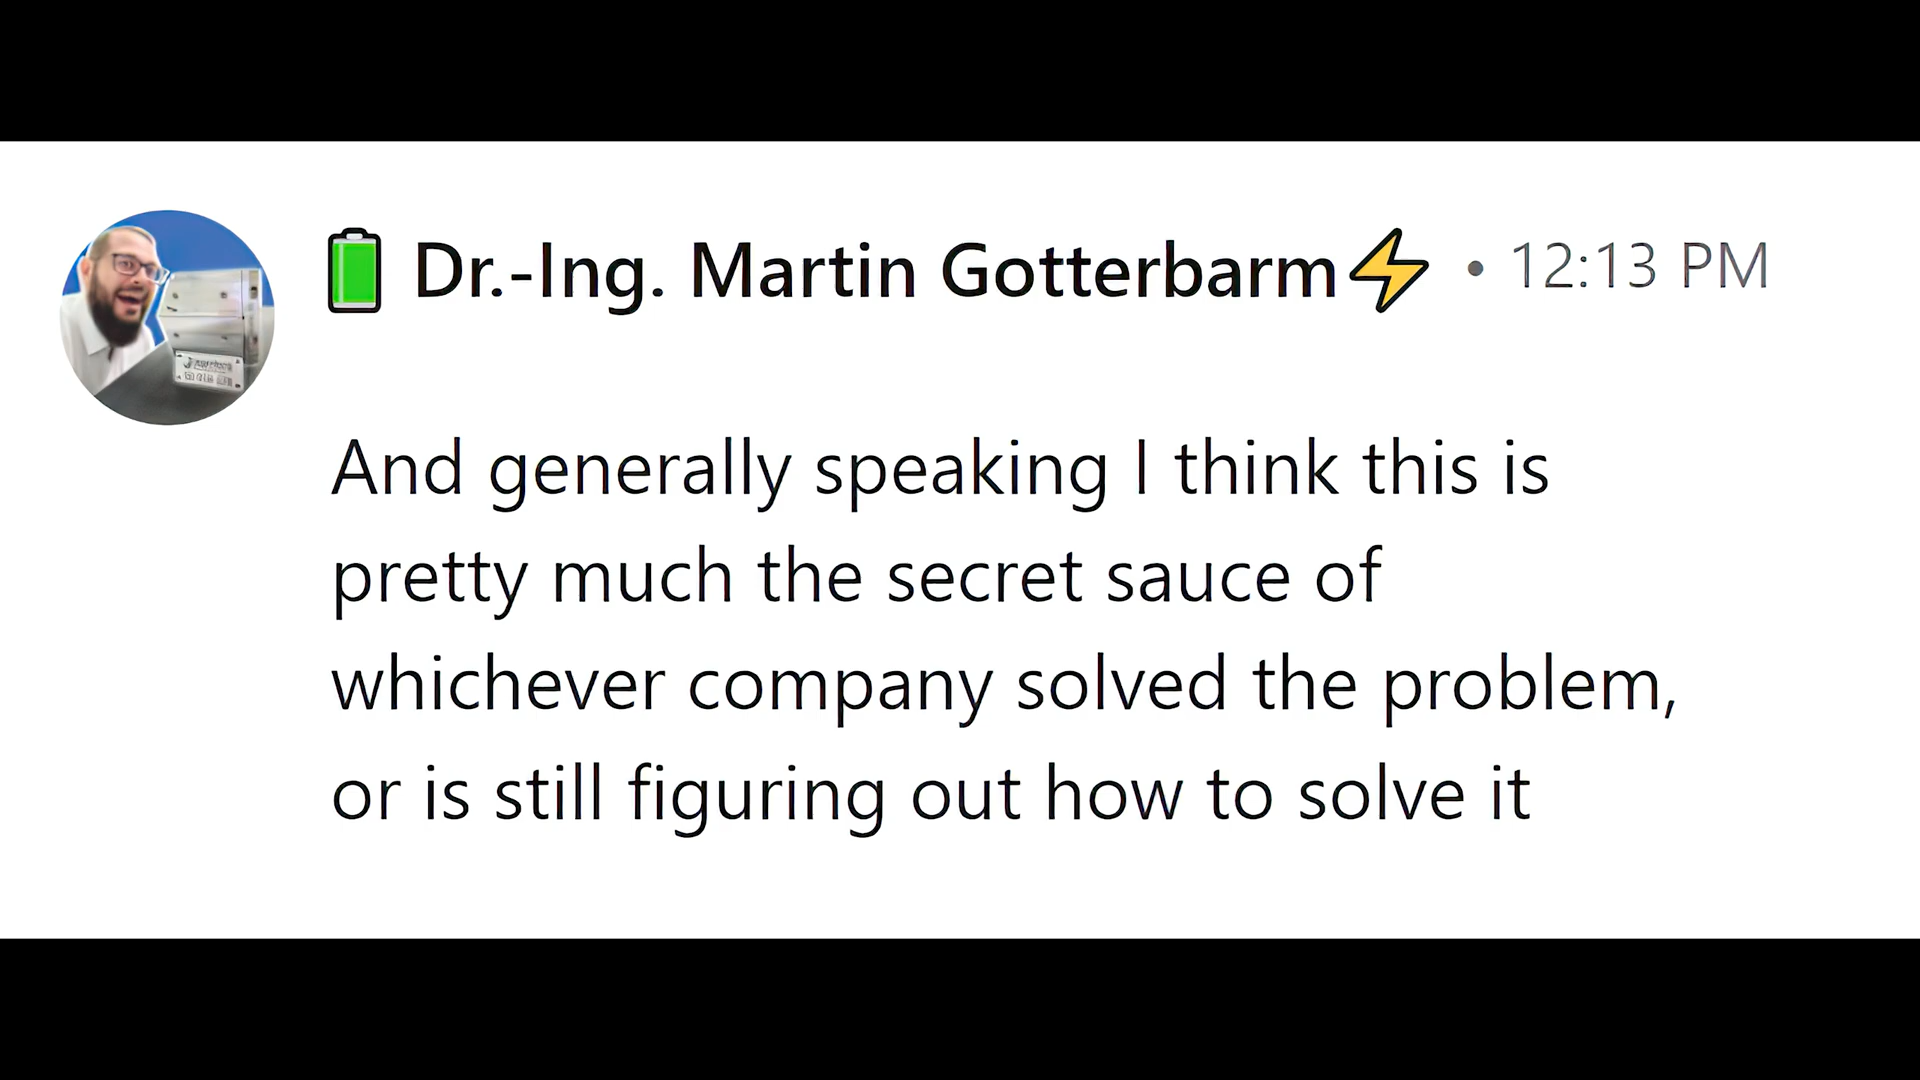 🔋 Dr.-Ing. Martin Gotterbarm⚡ • 12:13 PM
And generally speaking I think this is
pretty much the secret sauce of
whichever company solved the problem,
or is still figuring out how to solve it